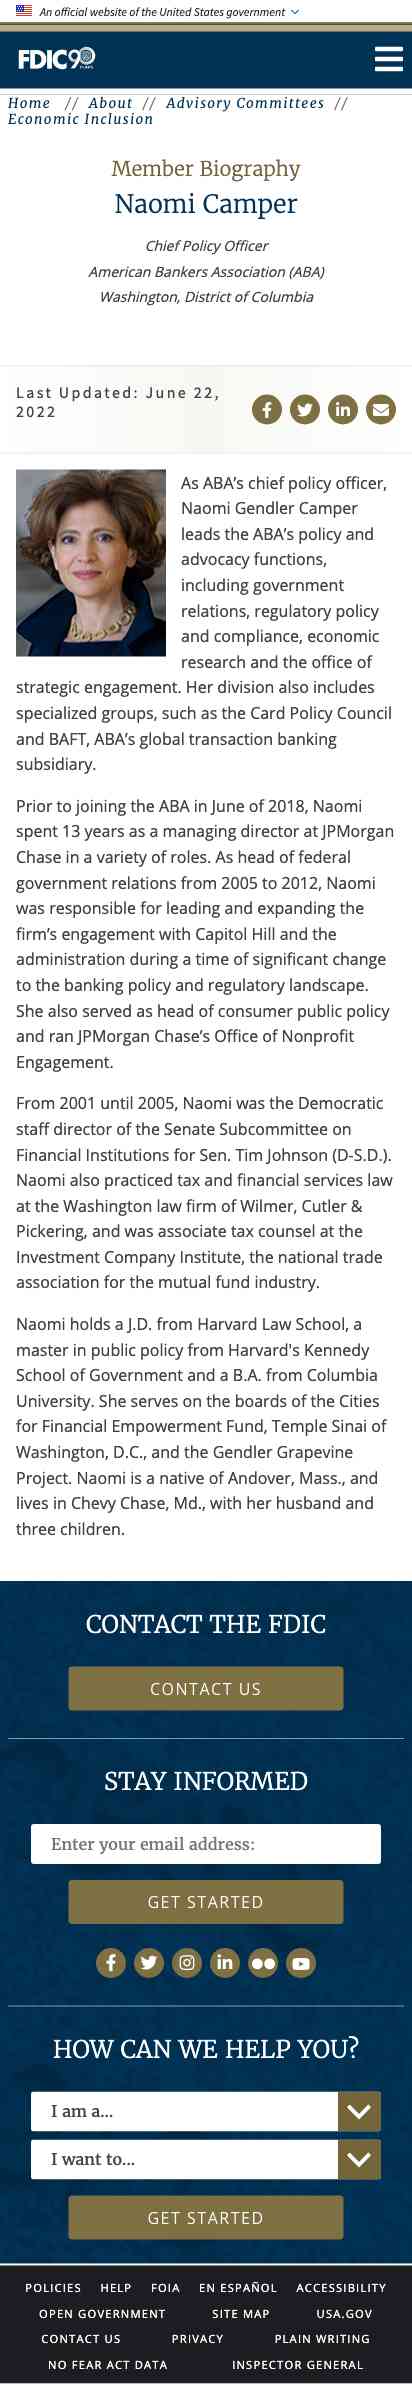 An official website of the United States government
FDIC 90
Home // About // Advisory Committees //
Economic Inclusion
Member Biography
Naomi Camper
Chief Policy Officer
American Bankers Association (ABA)
Washington, District of Columbia
Last Updated: June 22,
2022
As ABA’s chief policy officer,
Naomi Gendler Camper
leads the ABA’s policy and
advocacy functions,
including government
relations, regulatory policy
and compliance, economic
research and the office of
strategic engagement. Her division also includes
specialized groups, such as the Card Policy Council
and BAFT, ABA’s global transaction banking
subsidiary.
Prior to joining the ABA in June of 2018, Naomi
spent 13 years as a managing director at JPMorgan
Chase in a variety of roles. As head of federal
government relations from 2005 to 2012, Naomi
was responsible for leading and expanding the
firm’s engagement with Capitol Hill and the
administration during a time of significant change
to the banking policy and regulatory landscape.
She also served as head of consumer public policy
and ran JPMorgan Chase’s Office of Nonprofit
Engagement.
From 2001 until 2005, Naomi was the Democratic
staff director of the Senate Subcommittee on
Financial Institutions for Sen. Tim Johnson (D-S.D.).
Naomi also practiced tax and financial services law
at the Washington law firm of Wilmer, Cutler &
Pickering, and was associate tax counsel at the
Investment Company Institute, the national trade
association for the mutual fund industry.
Naomi holds a J.D. from Harvard Law School, a
master in public policy from Harvard's Kennedy
School of Government and a B.A. from Columbia
University. She serves on the boards of the Cities
for Financial Empowerment Fund, Temple Sinai of
Washington, D.C., and the Gendler Grapevine
Project. Naomi is a native of Andover, Mass., and
lives in Chevy Chase, Md., with her husband and
three children.
CONTACT THE FDIC
CONTACT US
STAY INFORMED
Enter your email address:
GET STARTED
HOW CAN WE HELP YOU?
I am a...
I want to...
GET STARTED
POLICIES HELP FOIA EN ESPAÑOL ACCESSIBILITY
OPEN GOVERNMENT SITE MAP USA.GOV
CONTACT US PRIVACY PLAIN WRITING
NO FEAR ACT DATA INSPECTOR GENERAL